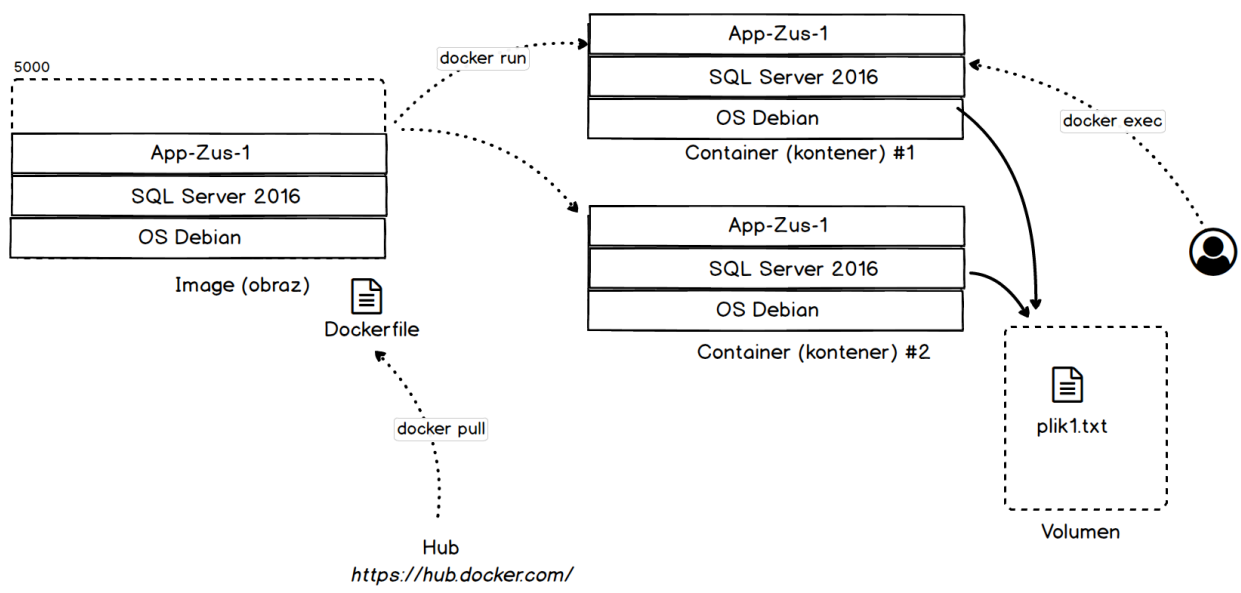 5000
App-Zus-1
SQL Server 2016
OS Debian
Image (obraz)
Dockerfile
docker pull
Hub
https://hub.docker.com/
docker run
App-Zus-1
SQL Server 2016
OS Debian
Container (kontener) #1
App-Zus-1
SQL Server 2016
OS Debian
Container (kontener) #2
docker exec
plik1.txt
Volumen